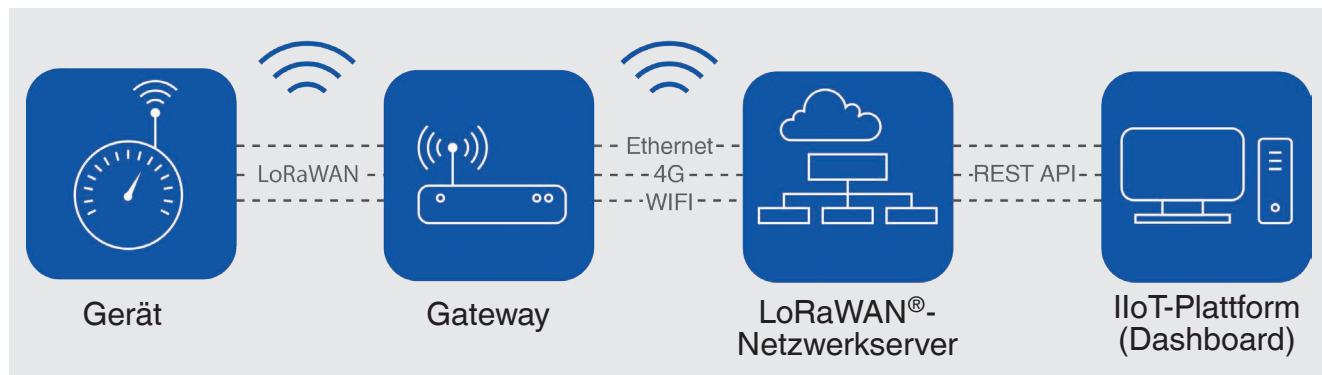 LoRaWAN
Ethernet
4G
WIFI
REST API
Gerät
Gateway
LoRaWAN®-
Netzwerkserver
IIoT-Plattform
(Dashboard)